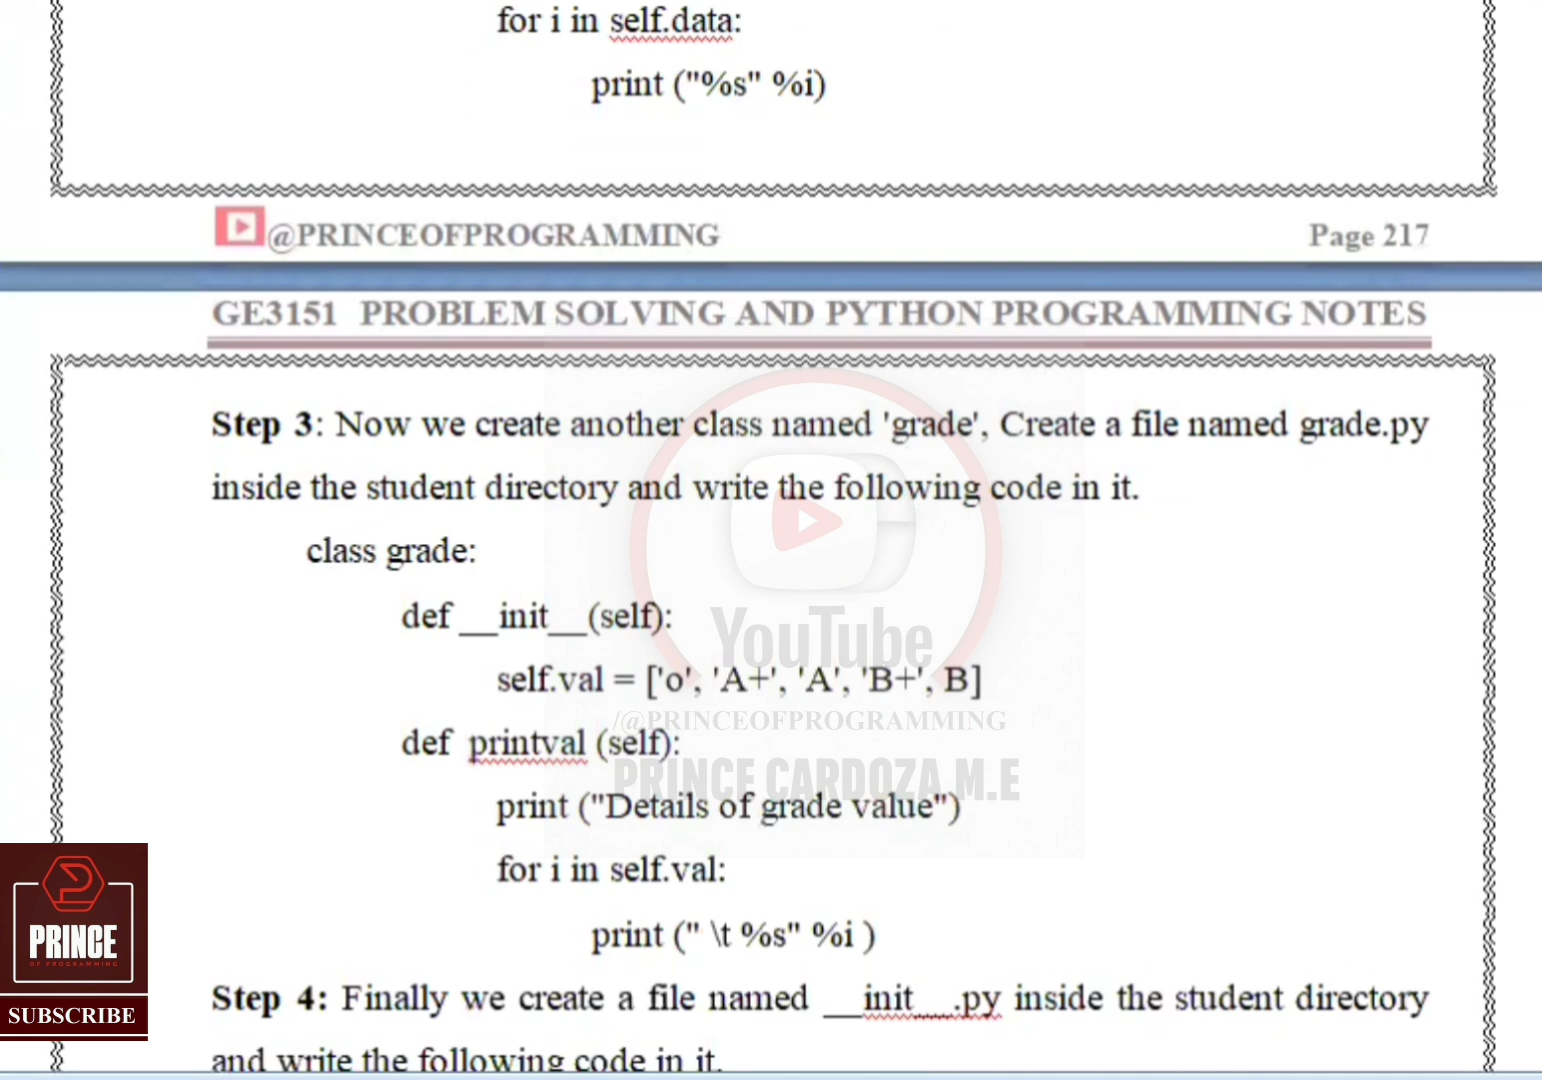 for i in self.data:
print ("%s" %i)
@PRINCEOFPROGRAMMING
Page 217
GE3151 PROBLEM SOLVING AND PYTHON PROGRAMMING NOTES
Step 3: Now we create another class named 'grade', Create a file named grade.py
inside the student directory and write the following code in it.
class grade:
def __init__(self):
self.val = ['o', 'A+', 'A', 'B+', B]
def printval (self):
print ("Details of grade value")
for i in self.val:
print (" \t %s" %i )
Step 4: Finally we create a file named __init__.py inside the student directory
and write the following code in it.
YouTube
/@PRINCEOFPROGRAMMING
PRINCE CARDOZA M.E
PRINCE
OF PROGRAMMING
SUBSCRIBE